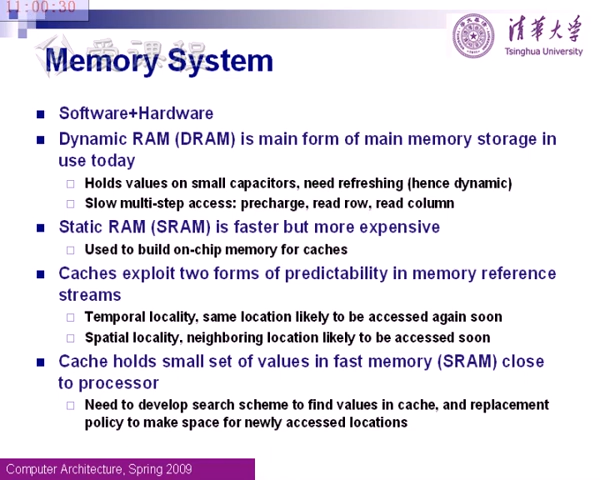 11:00:30
清华大学
Tsinghua University
爱课程
Memory System
Software+Hardware
Dynamic RAM (DRAM) is main form of main memory storage in
use today
Holds values on small capacitors, need refreshing (hence dynamic)
Slow multi-step access: precharge, read row, read column
Static RAM (SRAM) is faster but more expensive
Used to build on-chip memory for caches
Caches exploit two forms of predictability in memory reference
streams
Temporal locality, same location likely to be accessed again soon
Spatial locality, neighboring location likely to be accessed soon
Cache holds small set of values in fast memory (SRAM) close
to processor
Need to develop search scheme to find values in cache, and replacement
policy to make space for newly accessed locations
Computer Architecture, Spring 2009